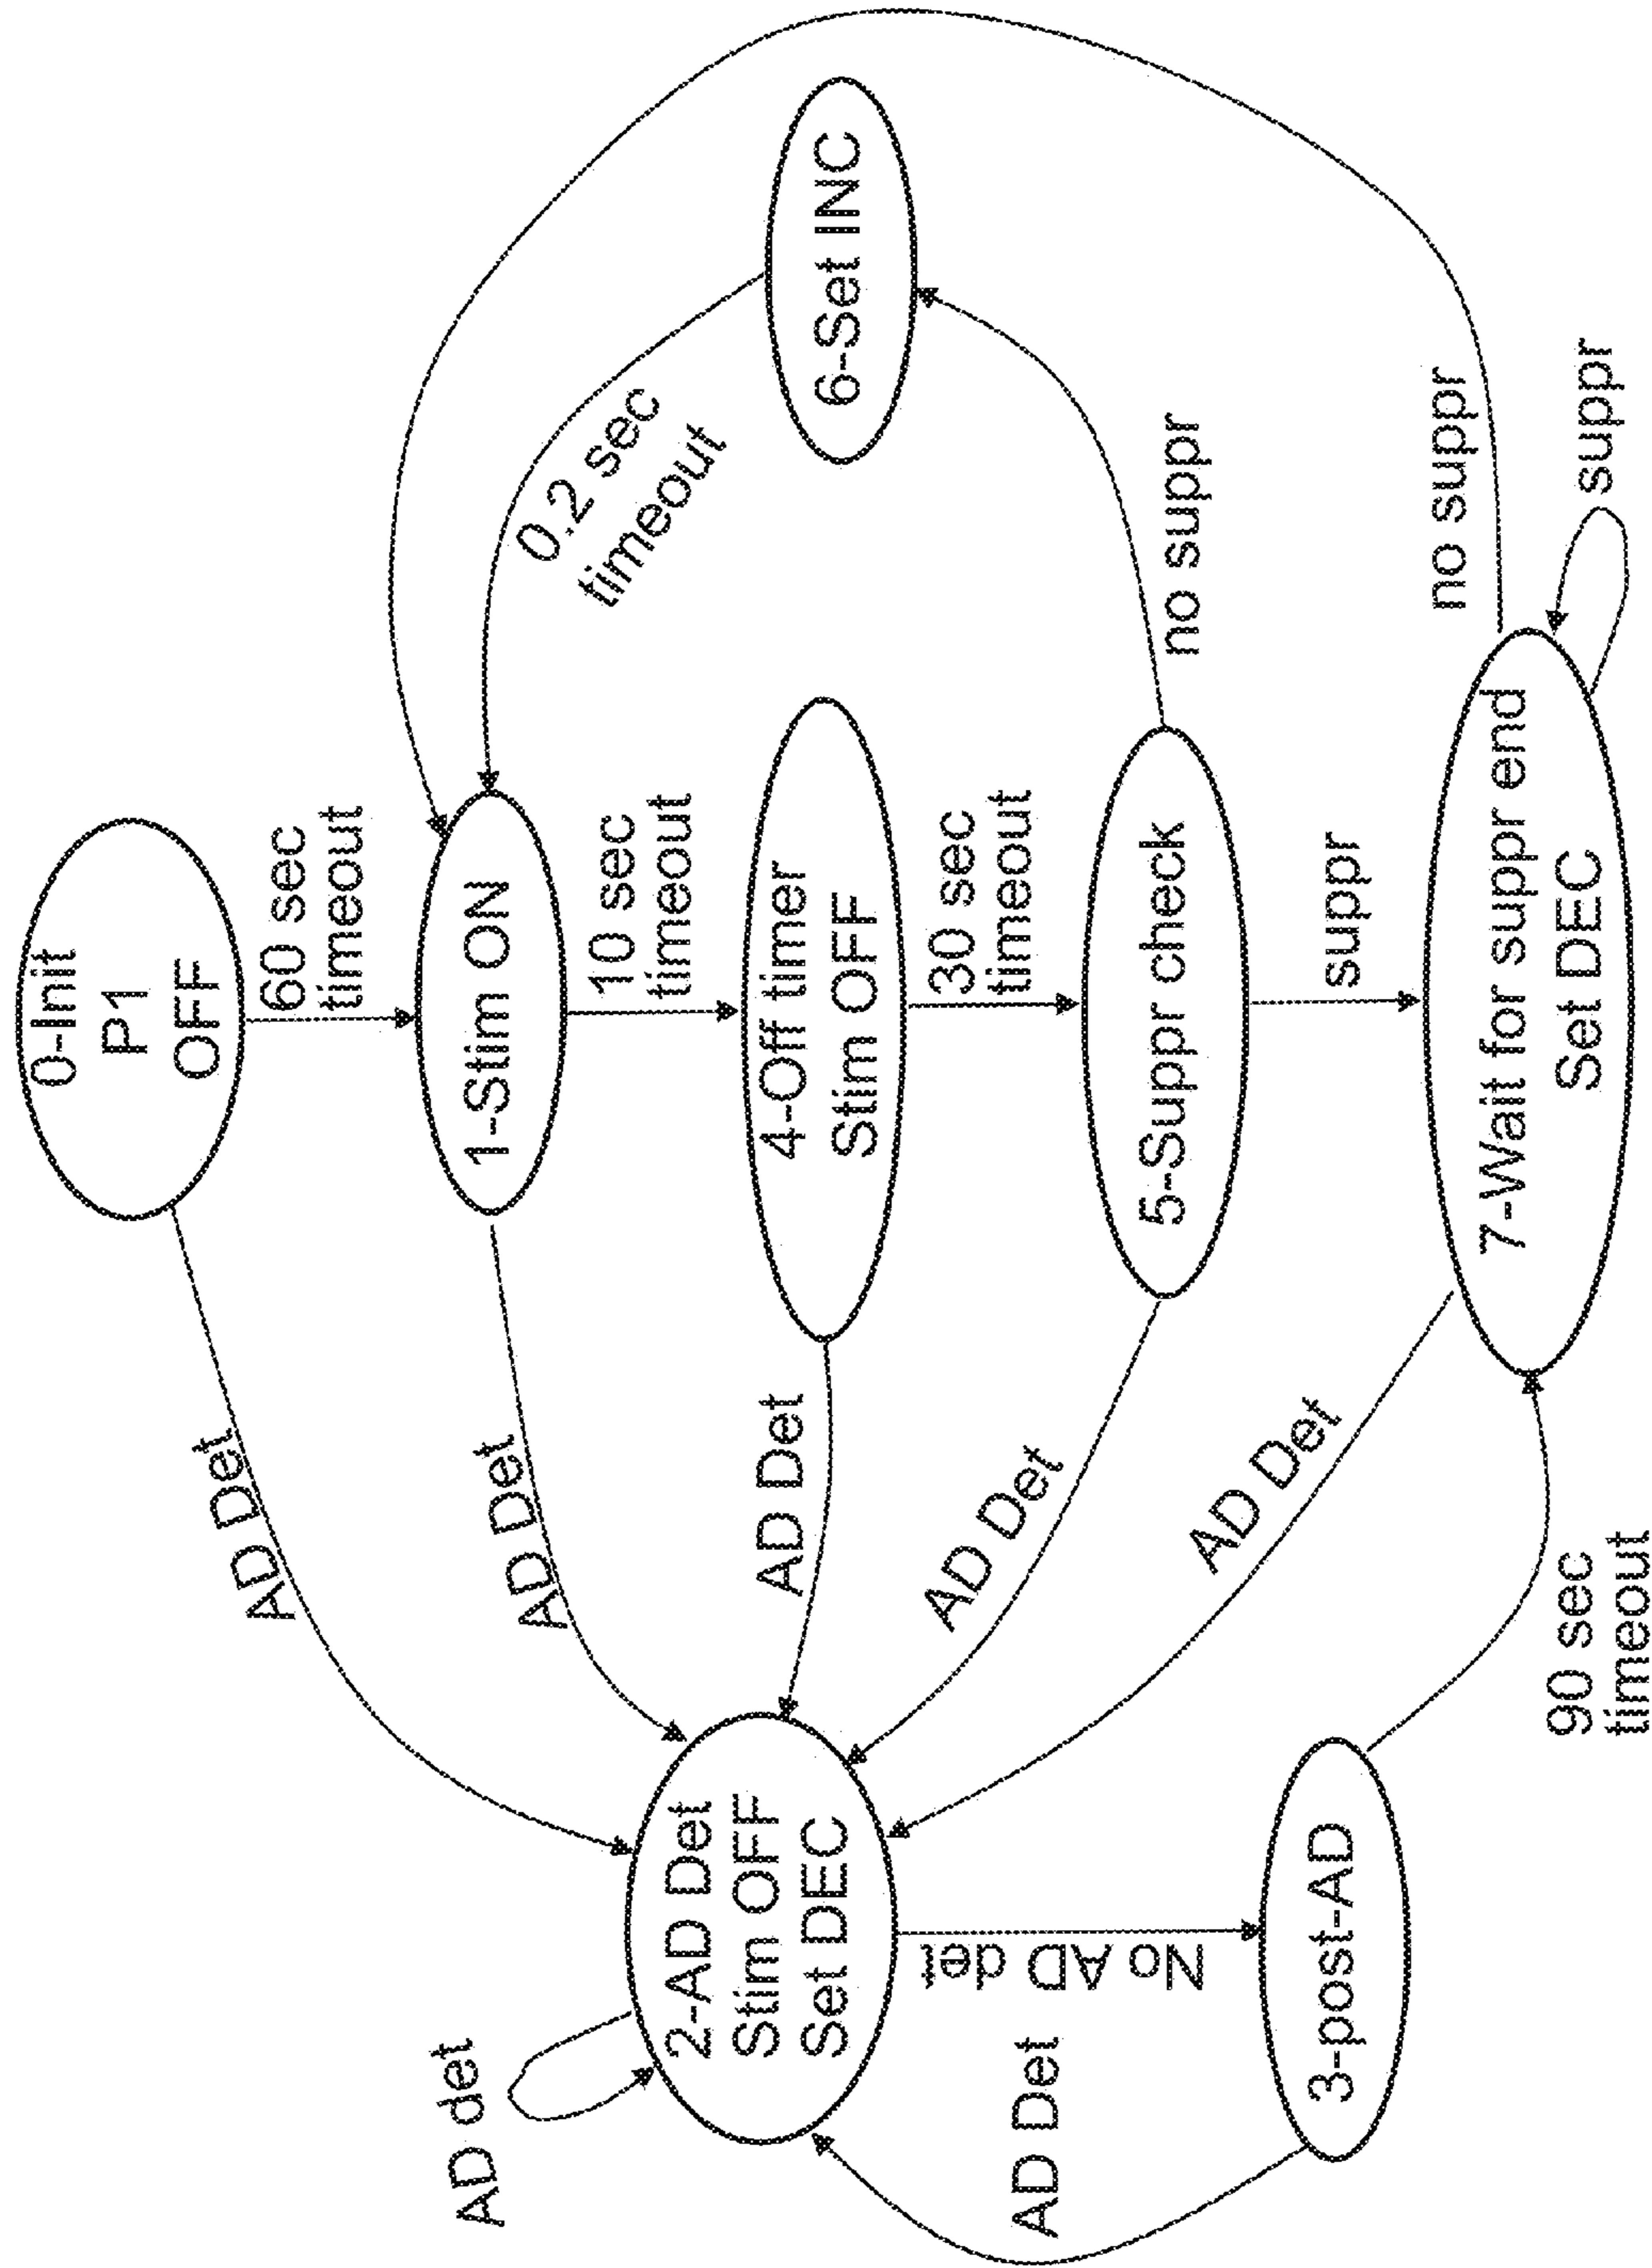 0-Init
P1
OFF
60 sec
timeout
AD Det
1-Stim ON
10 sec
timeout
AD Det
0.2 sec
timeout
6-Set INC
4-Off timer
Stim OFF
30 sec
timeout
AD Det
2-AD Det
Stim OFF
Set DEC
AD det
No AD det
AD Det
5-Suppr check
suppr
no suppr
AD Det
AD Det
3-post-AD
90 sec
timeout
7-Wait for suppr end
Set DEC
no suppr
suppr